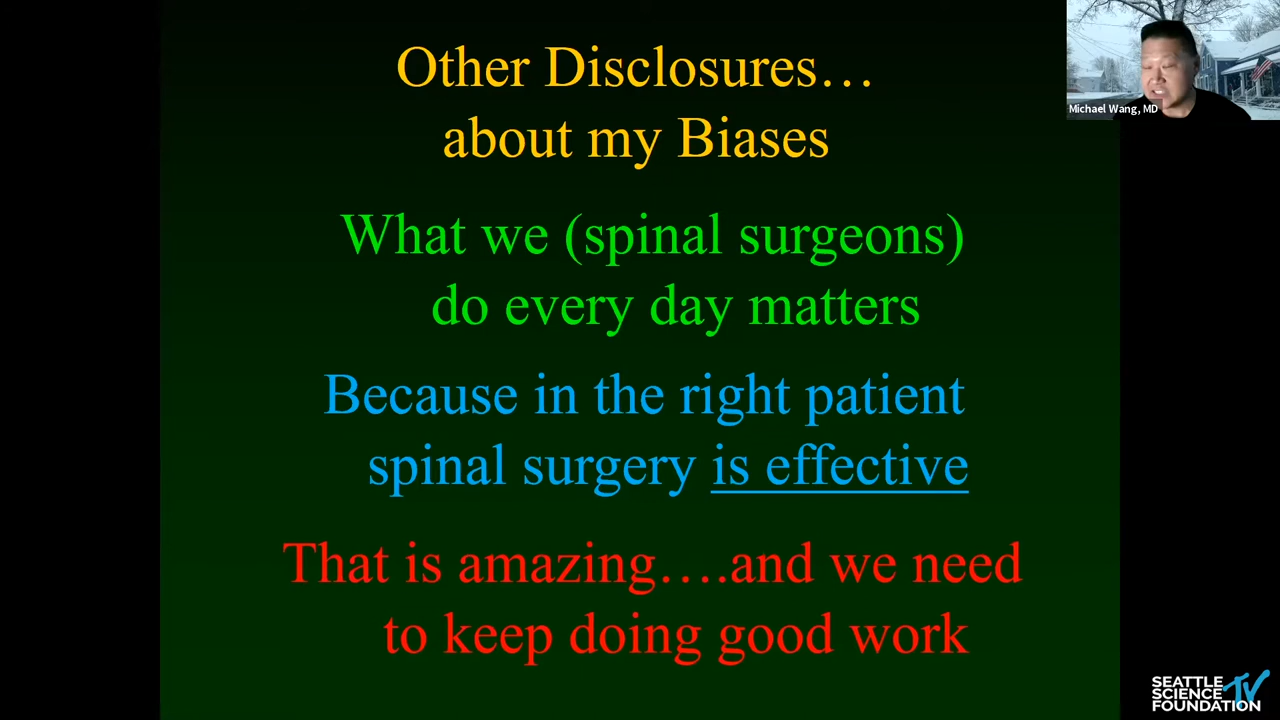 Other Disclosures…
about my Biases
What we (spinal surgeons)
do every day matters
Because in the right patient
spinal surgery is effective
That is amazing….and we need
to keep doing good work
Michael Wang, MD
SEATTLE
SCIENCE TV
FOUNDATION